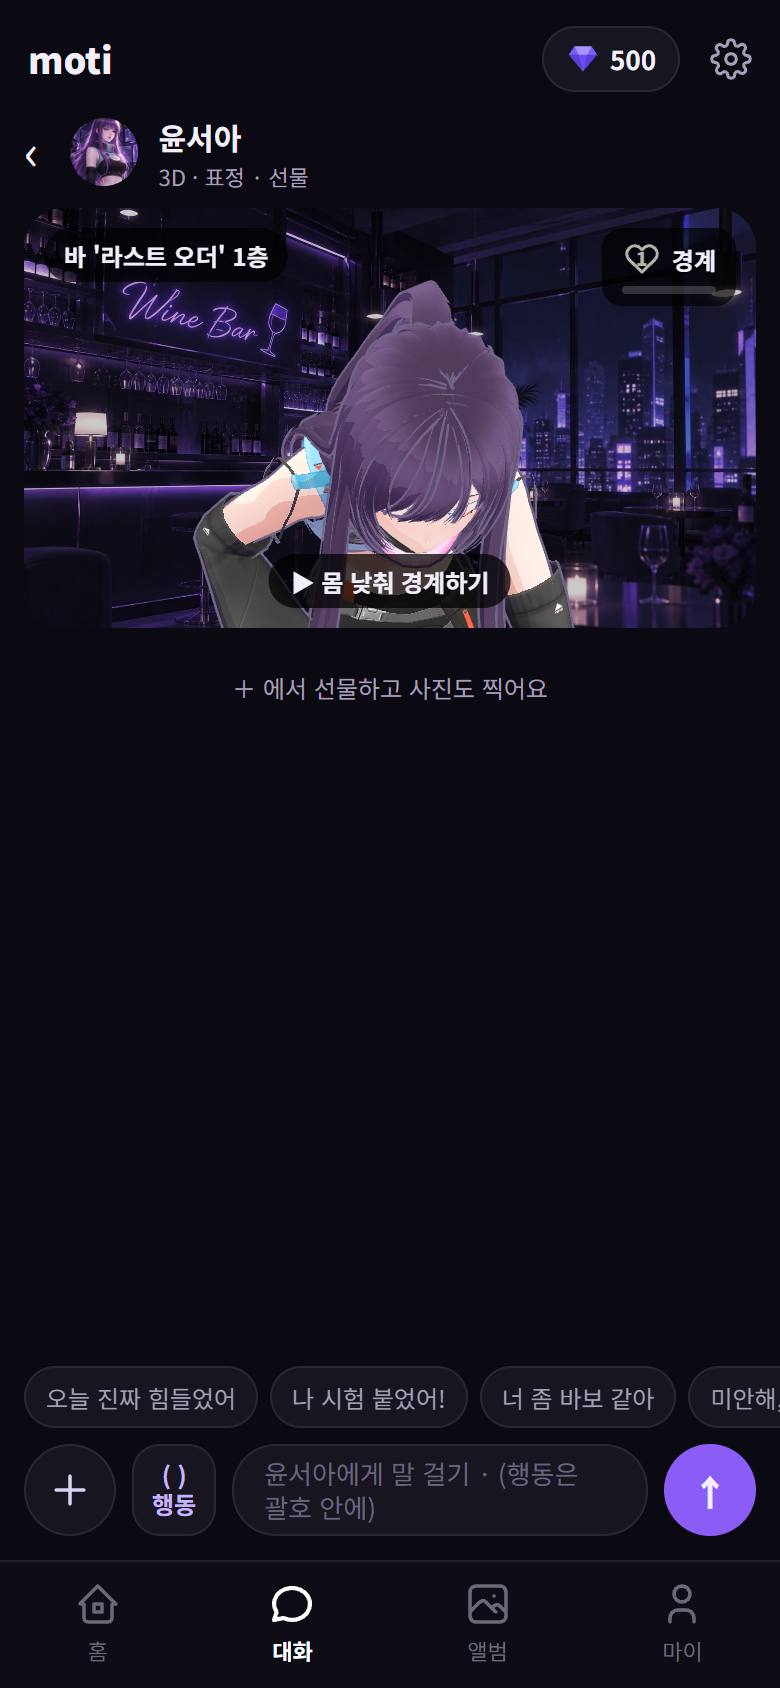 moti
500
윤서아
3D · 표정 · 선물
바 '라스트 오더' 1층
1 경계
Wine Bar
▶ 몸 낮춰 경계하기
+ 에서 선물하고 사진도 찍어요
오늘 진짜 힘들었어
나 시험 붙었어!
너 좀 바보 같아
미안해,
( )
행동
윤서아에게 말 걸기 · (행동은
괄호 안에)
홈
대화
앨범
마이